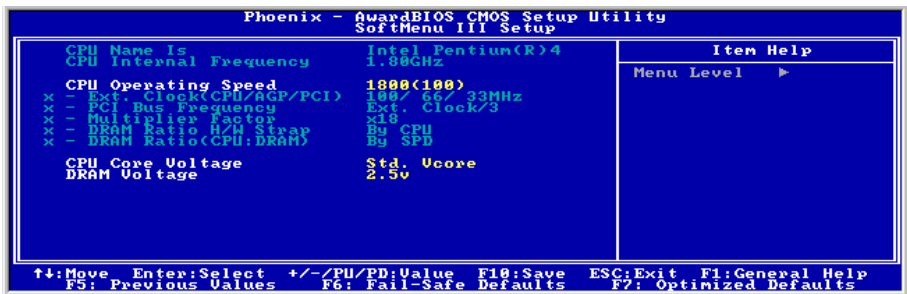 Phoenix - AwardBIOS CMOS Setup Utility
SoftMenu III Setup
CPU Name Is Intel Pentium(R)4
CPU Internal Frequency 1.80GHz
CPU Operating Speed 1800(100)
x - Ext. Clock(CPU/AGP/PCI) 100/ 66/ 33MHz
x - PCI Bus Frequency Ext. Clock/3
x - Multiplier Factor x18
x - DRAM Ratio H/W Strap By CPU
x - DRAM Ratio(CPU:DRAM) By SPD
CPU Core Voltage Std. Vcore
DRAM Voltage 2.5v
Item Help
Menu Level ►
↑↓:Move Enter:Select +/-/PU/PD:Value F10:Save ESC:Exit F1:General Help
F5: Previous Values F6: Fail-Safe Defaults F7: Optimized Defaults